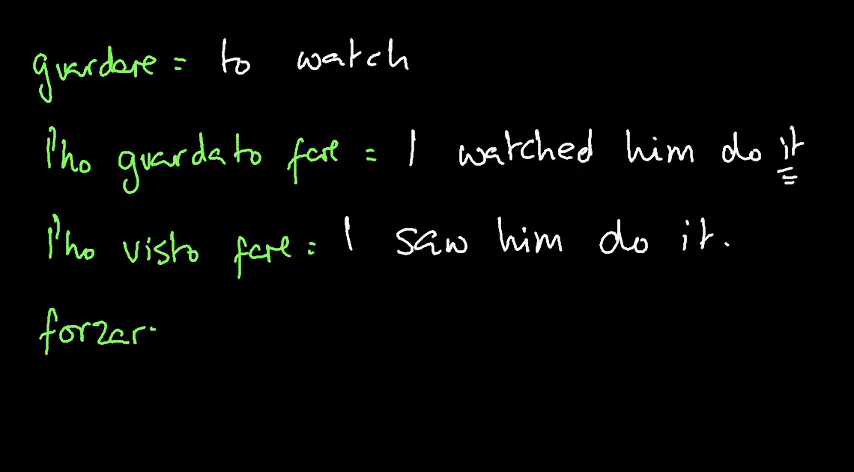 guardare = to watch
l'ho guardato fare = I watched him do it
l'ho visto fare = I saw him do it.
forzar